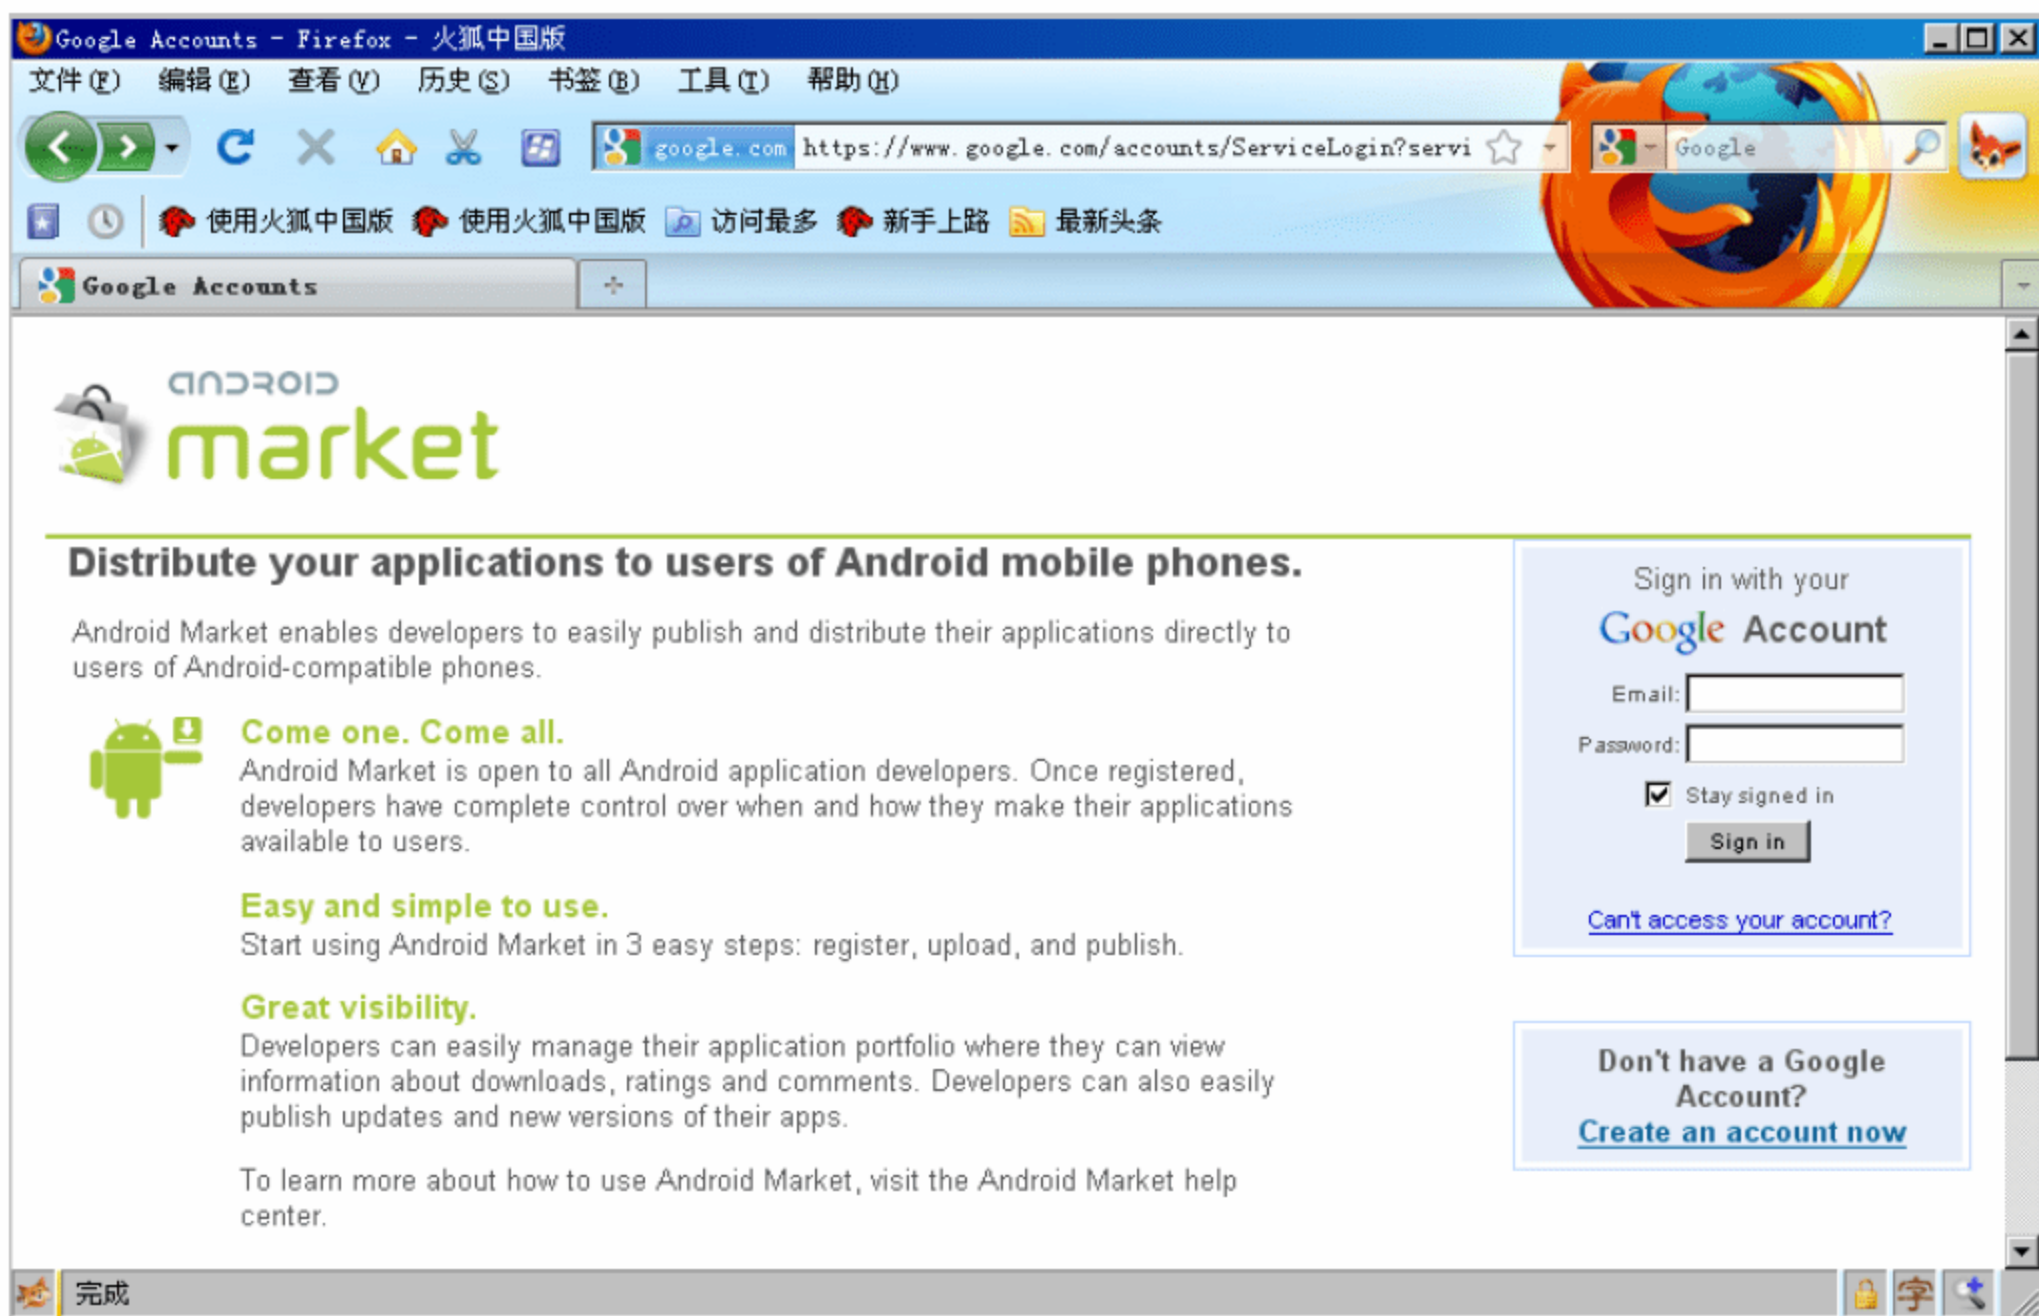 Google Accounts - Firefox - 火狐中国版
文件(F) 编辑(E) 查看(V) 历史(S) 书签(B) 工具(T) 帮助(H)
google.com https://www.google.com/accounts/ServiceLogin?servi Google
使用火狐中国版 使用火狐中国版 访问最多 新手上路 最新头条
Google Accounts
ANDROID
market
Distribute your applications to users of Android mobile phones.
Android Market enables developers to easily publish and distribute their applications directly to
users of Android-compatible phones.
Come one. Come all.
Android Market is open to all Android application developers. Once registered,
developers have complete control over when and how they make their applications
available to users.
Easy and simple to use.
Start using Android Market in 3 easy steps: register, upload, and publish.
Great visibility.
Developers can easily manage their application portfolio where they can view
information about downloads, ratings and comments. Developers can also easily
publish updates and new versions of their apps.
To learn more about how to use Android Market, visit the Android Market help
center.
Sign in with your
Google Account
Email:
Password:
Stay signed in
Sign in
Can't access your account?
Don't have a Google
Account?
Create an account now
完成
字